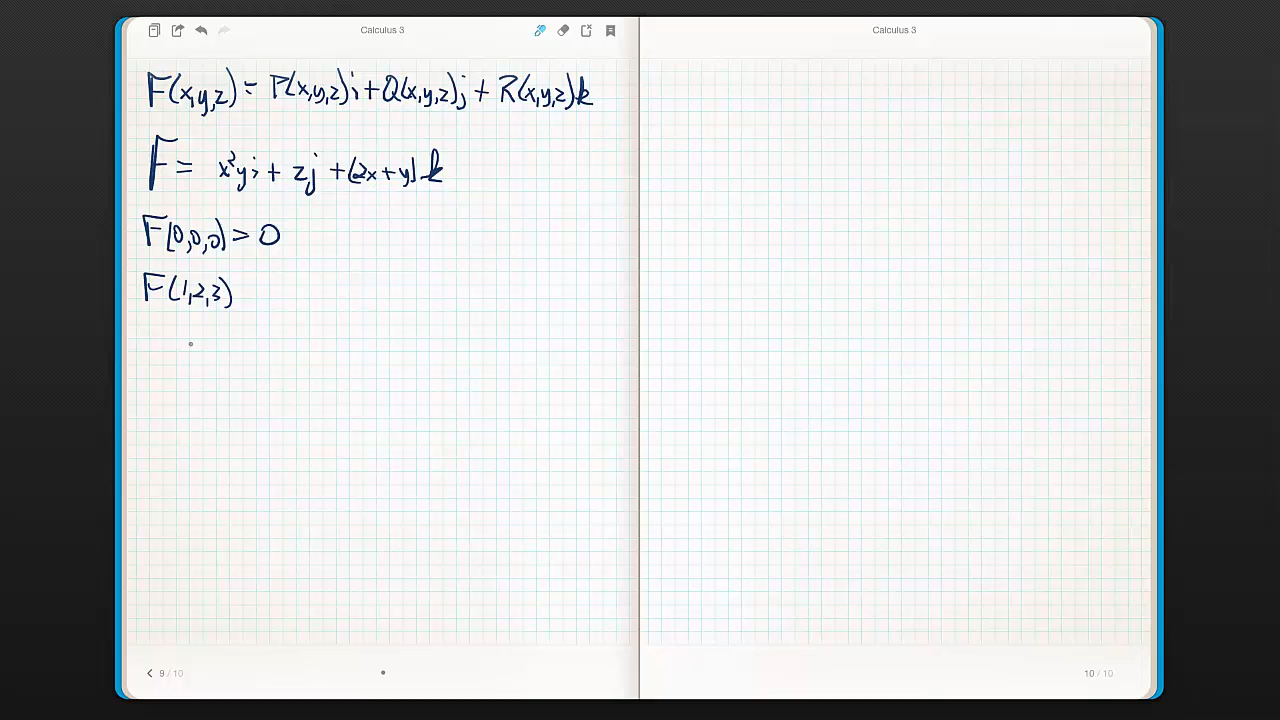 Calculus 3
F(x,y,z) = P(x,y,z)i + Q(x,y,z)j + R(x,y,z)k
F = x²yi + zj + (2x+y)k
F(0,0,0) = 0
F(1,2,3)
9 / 10
Calculus 3
10 / 10